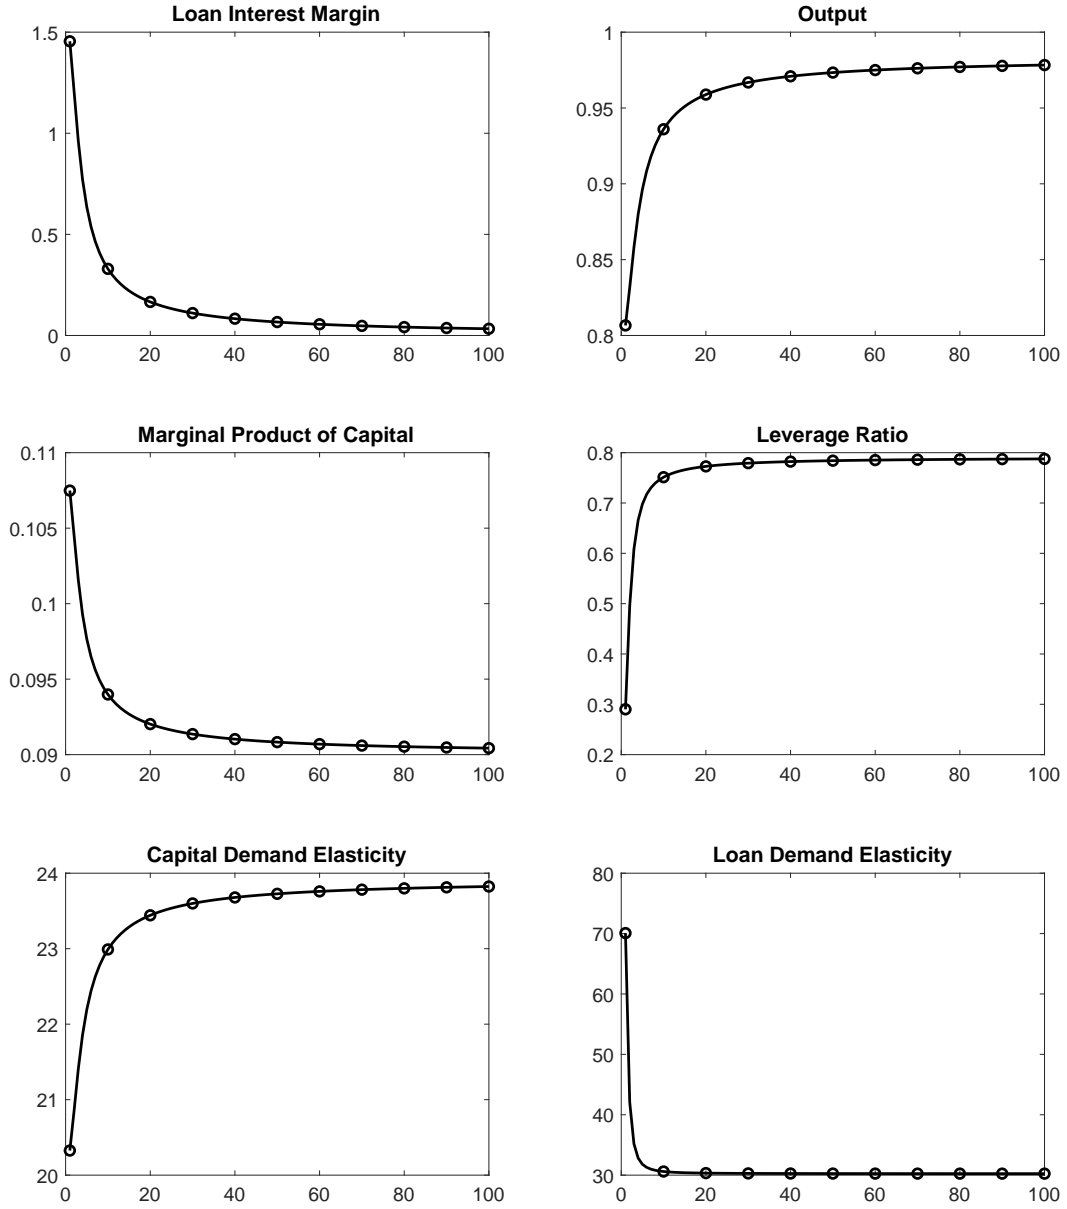 Loan Interest Margin
1.5
1
0.5
0
0 20 40 60 80 100
Output
1
0.95
0.9
0.85
0.8
0 20 40 60 80 100
Marginal Product of Capital
0.11
0.105
0.1
0.095
0.09
0 20 40 60 80 100
Leverage Ratio
0.8
0.7
0.6
0.5
0.4
0.3
0.2
0 20 40 60 80 100
Capital Demand Elasticity
24
23
22
21
20
0 20 40 60 80 100
Loan Demand Elasticity
80
70
60
50
40
30
0 20 40 60 80 100